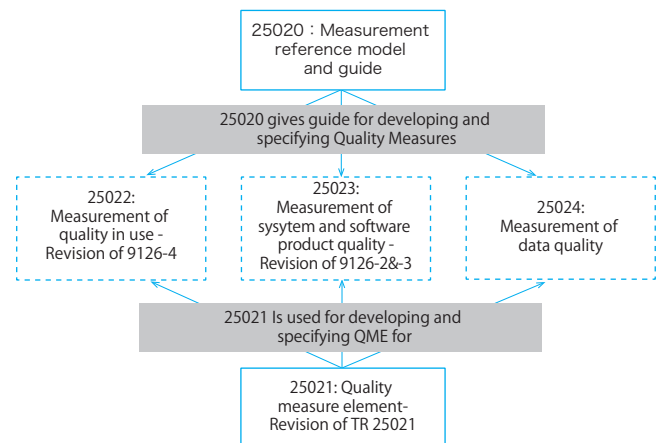 25020 : Measurement
reference model
and guide
25020 gives guide for developing and
specifying Quality Measures
25022:
Measurement of
quality in use -
Revision of 9126-4
25023:
Measurement of
sysytem and software
product quality -
Revision of 9126-2&-3
25024:
Measurement of
data quality
25021 Is used for developing and
specifying QME for
25021: Quality
measure element-
Revision of TR 25021